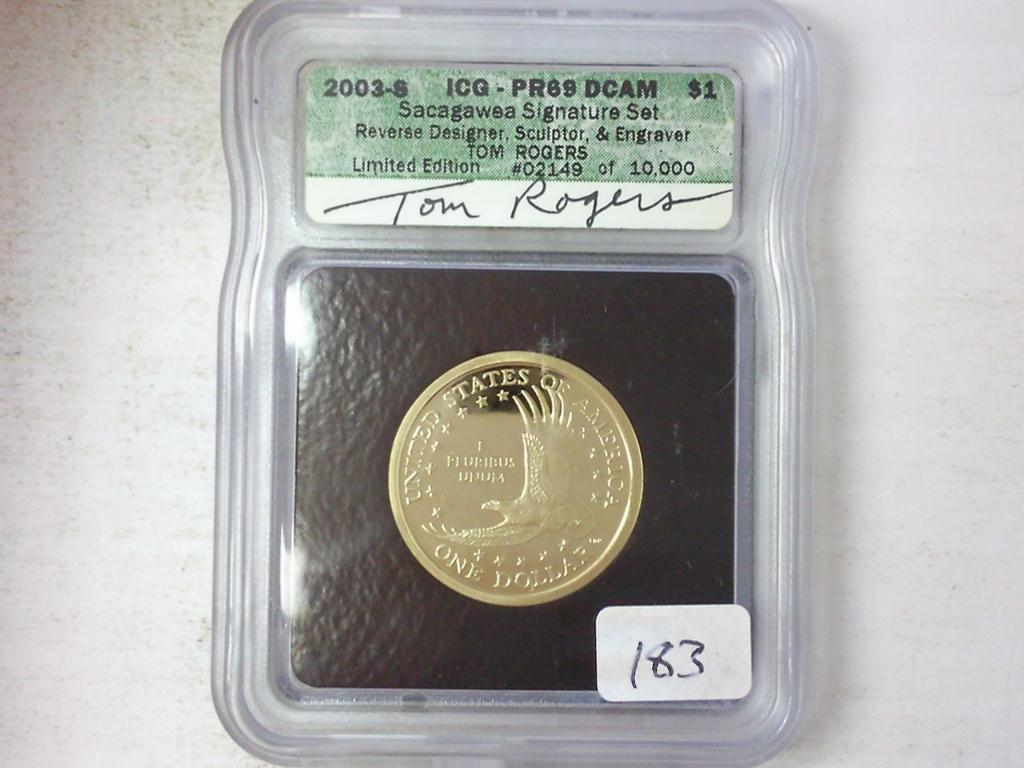 2003-S ICG - PR69 DCAM $1
Sacagawea Signature Set
Reverse Designer, Sculptor, & Engraver
TOM ROGERS
Limited Edition #02149 of 10,000
Tom Rogers
UNITED STATES OF AMERICA
E
PLURIBUS
UNUM
ONE DOLLAR
183